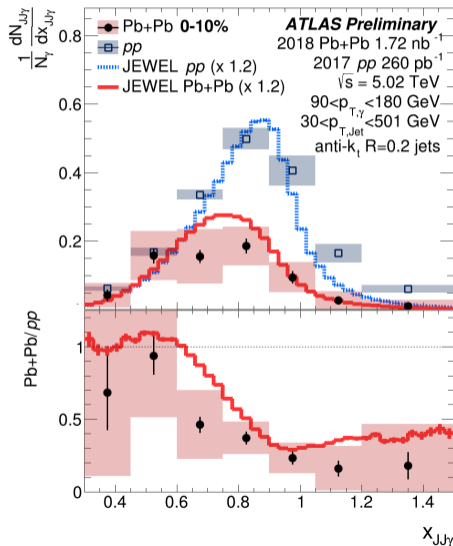 Pb+Pb 0-10%
pp
JEWEL pp (x 1.2)
JEWEL Pb+Pb (x 1.2)
ATLAS Preliminary
2018 Pb+Pb 1.72 nb⁻¹
2017 pp 260 pb⁻¹
√s = 5.02 TeV
90<p_T,γ<180 GeV
30<p_T,Jet<501 GeV
anti-k_t R=0.2 jets
1/N_γ dN_JJγ/dx_JJγ
0.8
0.6
0.4
0.2
Pb+Pb/pp
1
0.5
0
0.4 0.6 0.8 1 1.2 1.4
x_JJγ